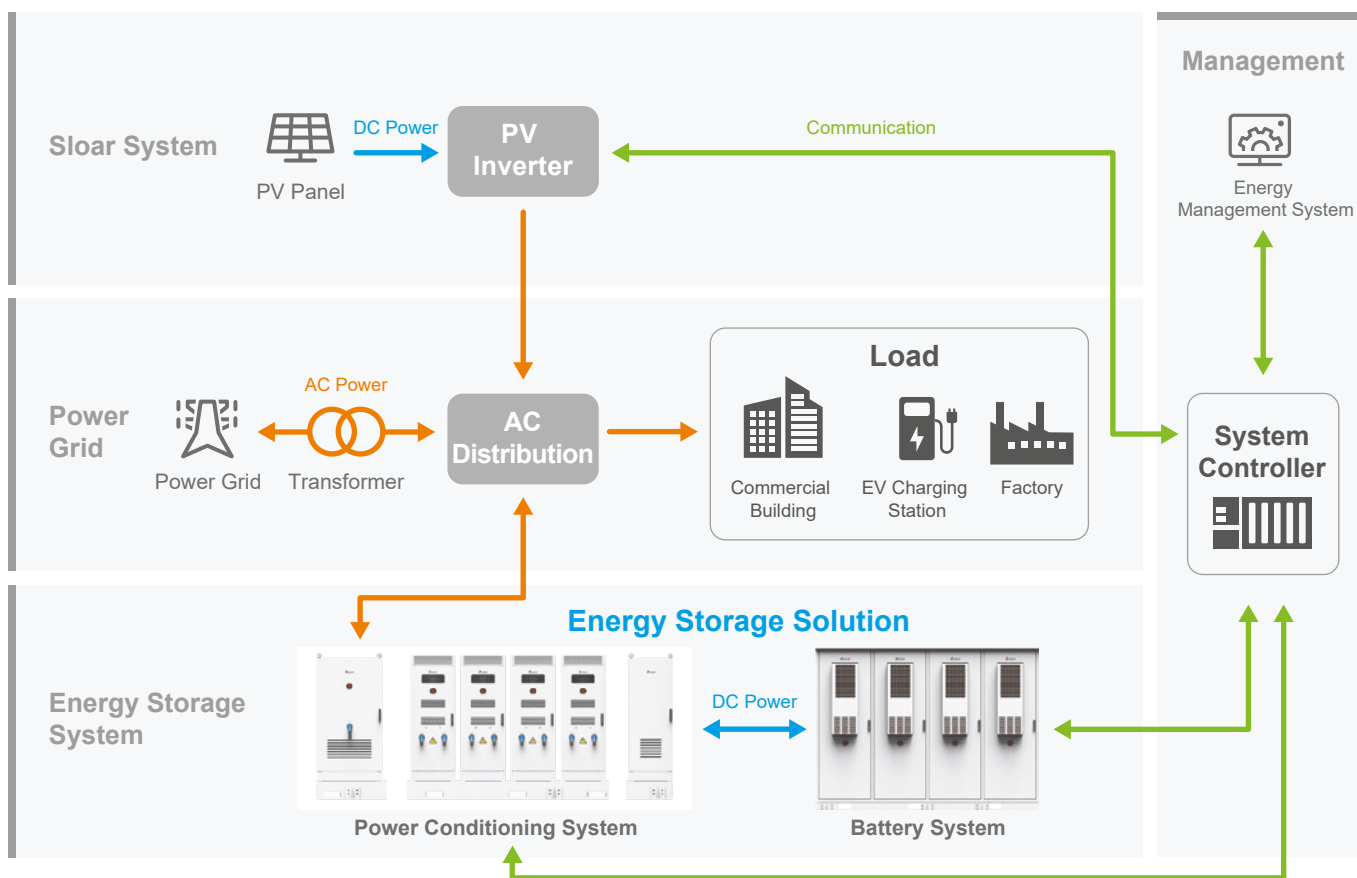 Sloar System
PV Panel
DC Power
PV
Inverter
Communication
Management
Energy
Management System
Power
Grid
Power Grid
AC Power
Transformer
AC
Distribution
Load
Commercial
Building
EV Charging
Station
Factory
System
Controller
Energy Storage
System
Energy Storage Solution
Power Conditioning System
DC Power
Battery System